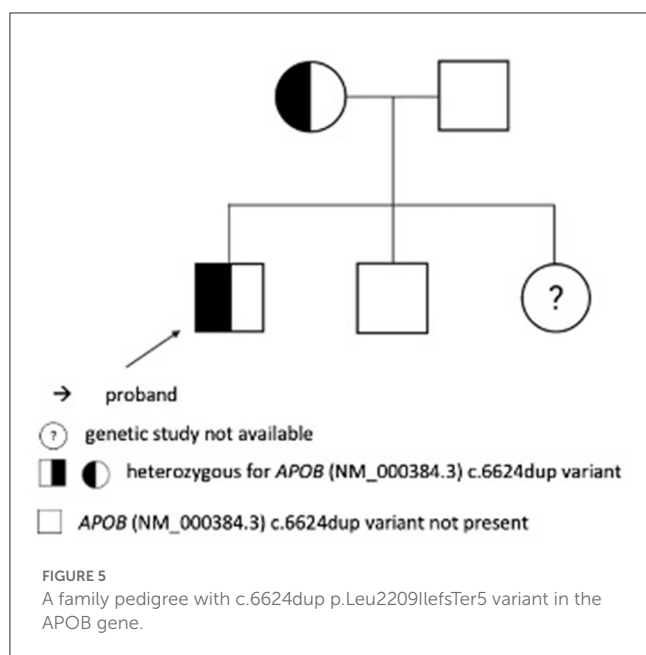 ?
→ proband
? genetic study not available
heterozygous for APOB (NM_000384.3) c.6624dup variant
APOB (NM_000384.3) c.6624dup variant not present
FIGURE 5
A family pedigree with c.6624dup p.Leu2209IlefsTer5 variant in the
APOB gene.